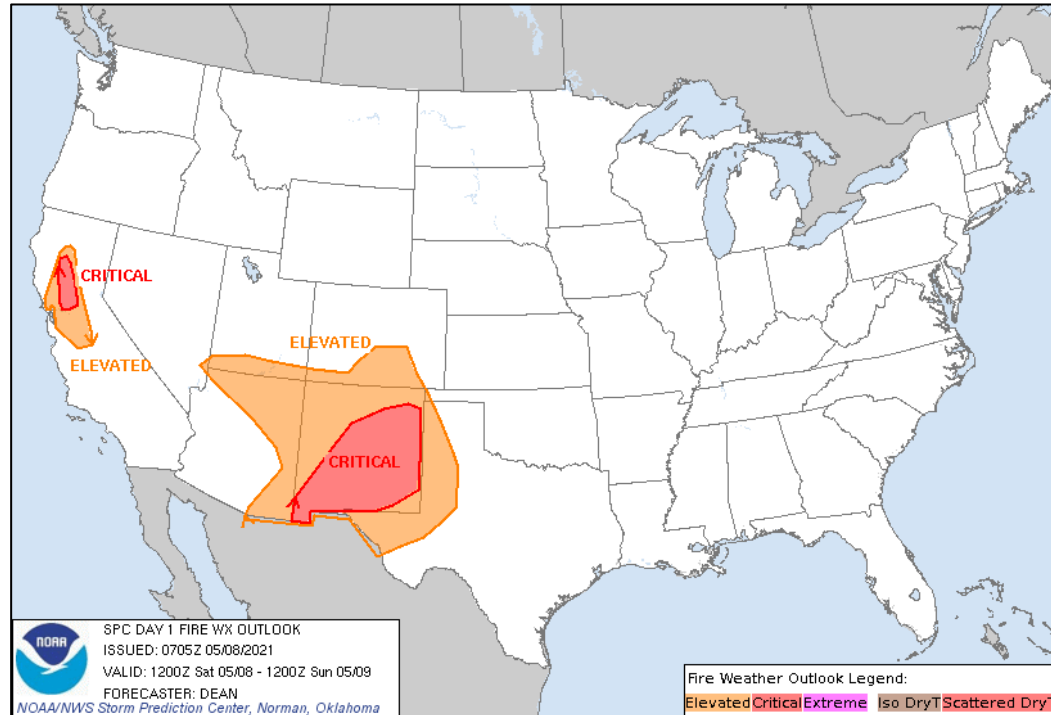 CRITICAL
ELEVATED
ELEVATED
CRITICAL
NOAA
SPC DAY 1 FIRE WX OUTLOOK
ISSUED: 0705Z 05/08/2021
VALID: 1200Z Sat 05/08 - 1200Z Sun 05/09
FORECASTER: DEAN
NOAA/NWS Storm Prediction Center, Norman, Oklahoma
Fire Weather Outlook Legend:
Elevated Critical Extreme Iso DryT Scattered DryT